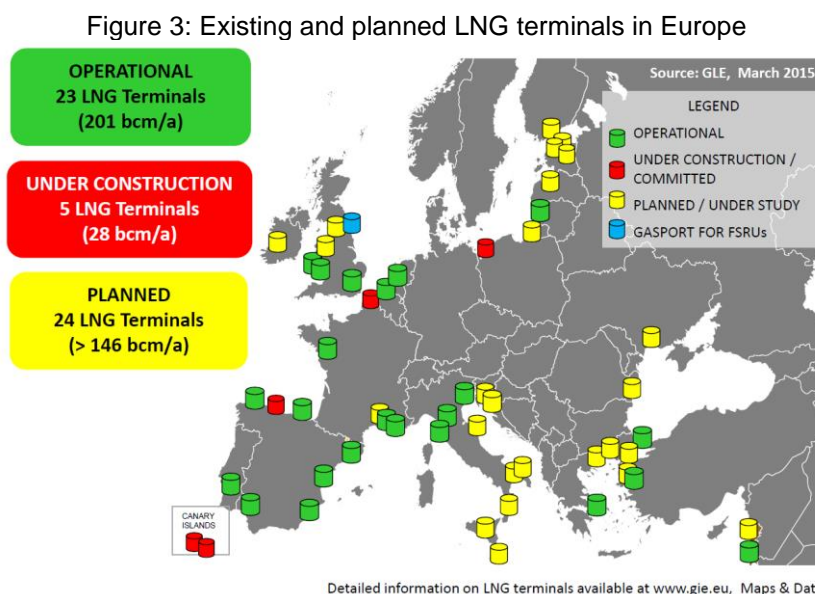 Figure 3: Existing and planned LNG terminals in Europe
OPERATIONAL
23 LNG Terminals
(201 bcm/a)
UNDER CONSTRUCTION
5 LNG Terminals
(28 bcm/a)
PLANNED
24 LNG Terminals
(> 146 bcm/a)
Source: GLE, March 2015
LEGEND
OPERATIONAL
UNDER CONSTRUCTION /
COMMITTED
PLANNED / UNDER STUDY
GASPORT FOR FSRUs
CANARY
ISLANDS
Detailed information on LNG terminals available at www.gie.eu, Maps & Dat